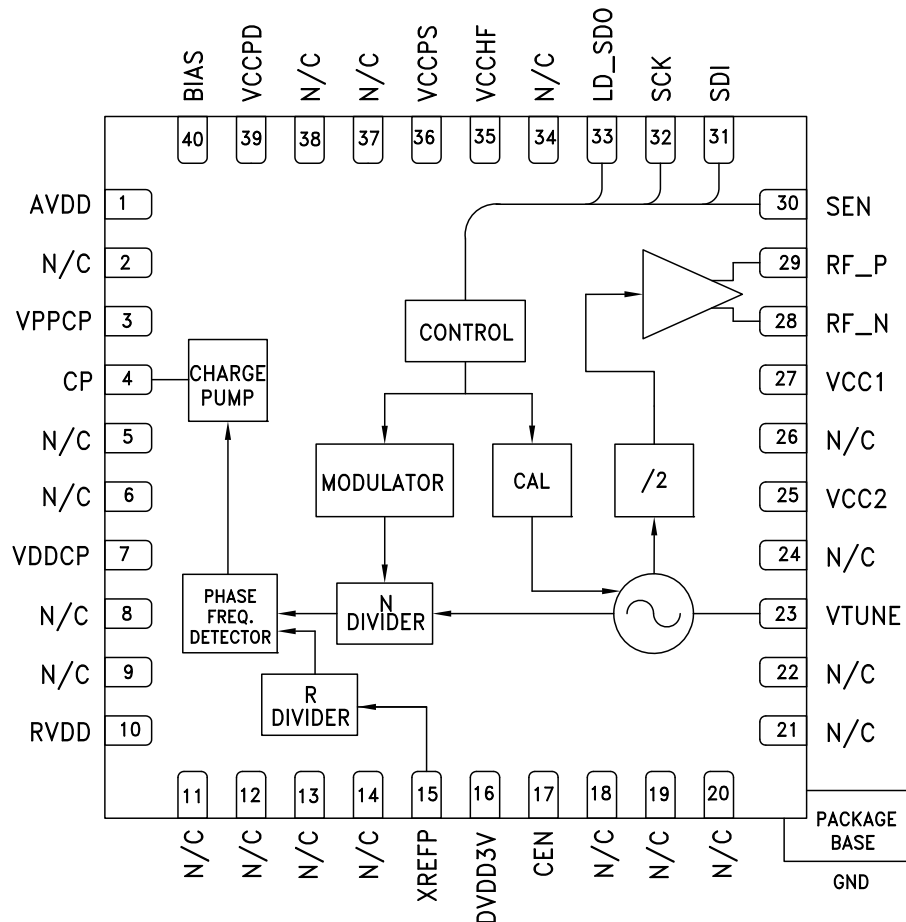 BIAS
VCCPD
N/C
N/C
VCCPS
VCCHF
N/C
LD_SDO
SCK
SDI
40
39
38
37
36
35
34
33
32
31
AVDD 1
N/C 2
VPPCP 3
CP 4
N/C 5
N/C 6
VDDCP 7
N/C 8
N/C 9
RVDD 10
30 SEN
29 RF_P
28 RF_N
27 VCC1
26 N/C
25 VCC2
24 N/C
23 VTUNE
22 N/C
21 N/C
CONTROL
CHARGE
PUMP
MODULATOR
CAL
/2
PHASE
FREQ.
DETECTOR
N
DIVIDER
R
DIVIDER
11
12
13
14
15
16
17
18
19
20
N/C
N/C
N/C
N/C
XREFP
DVDD3V
CEN
N/C
N/C
N/C
PACKAGE
BASE
GND